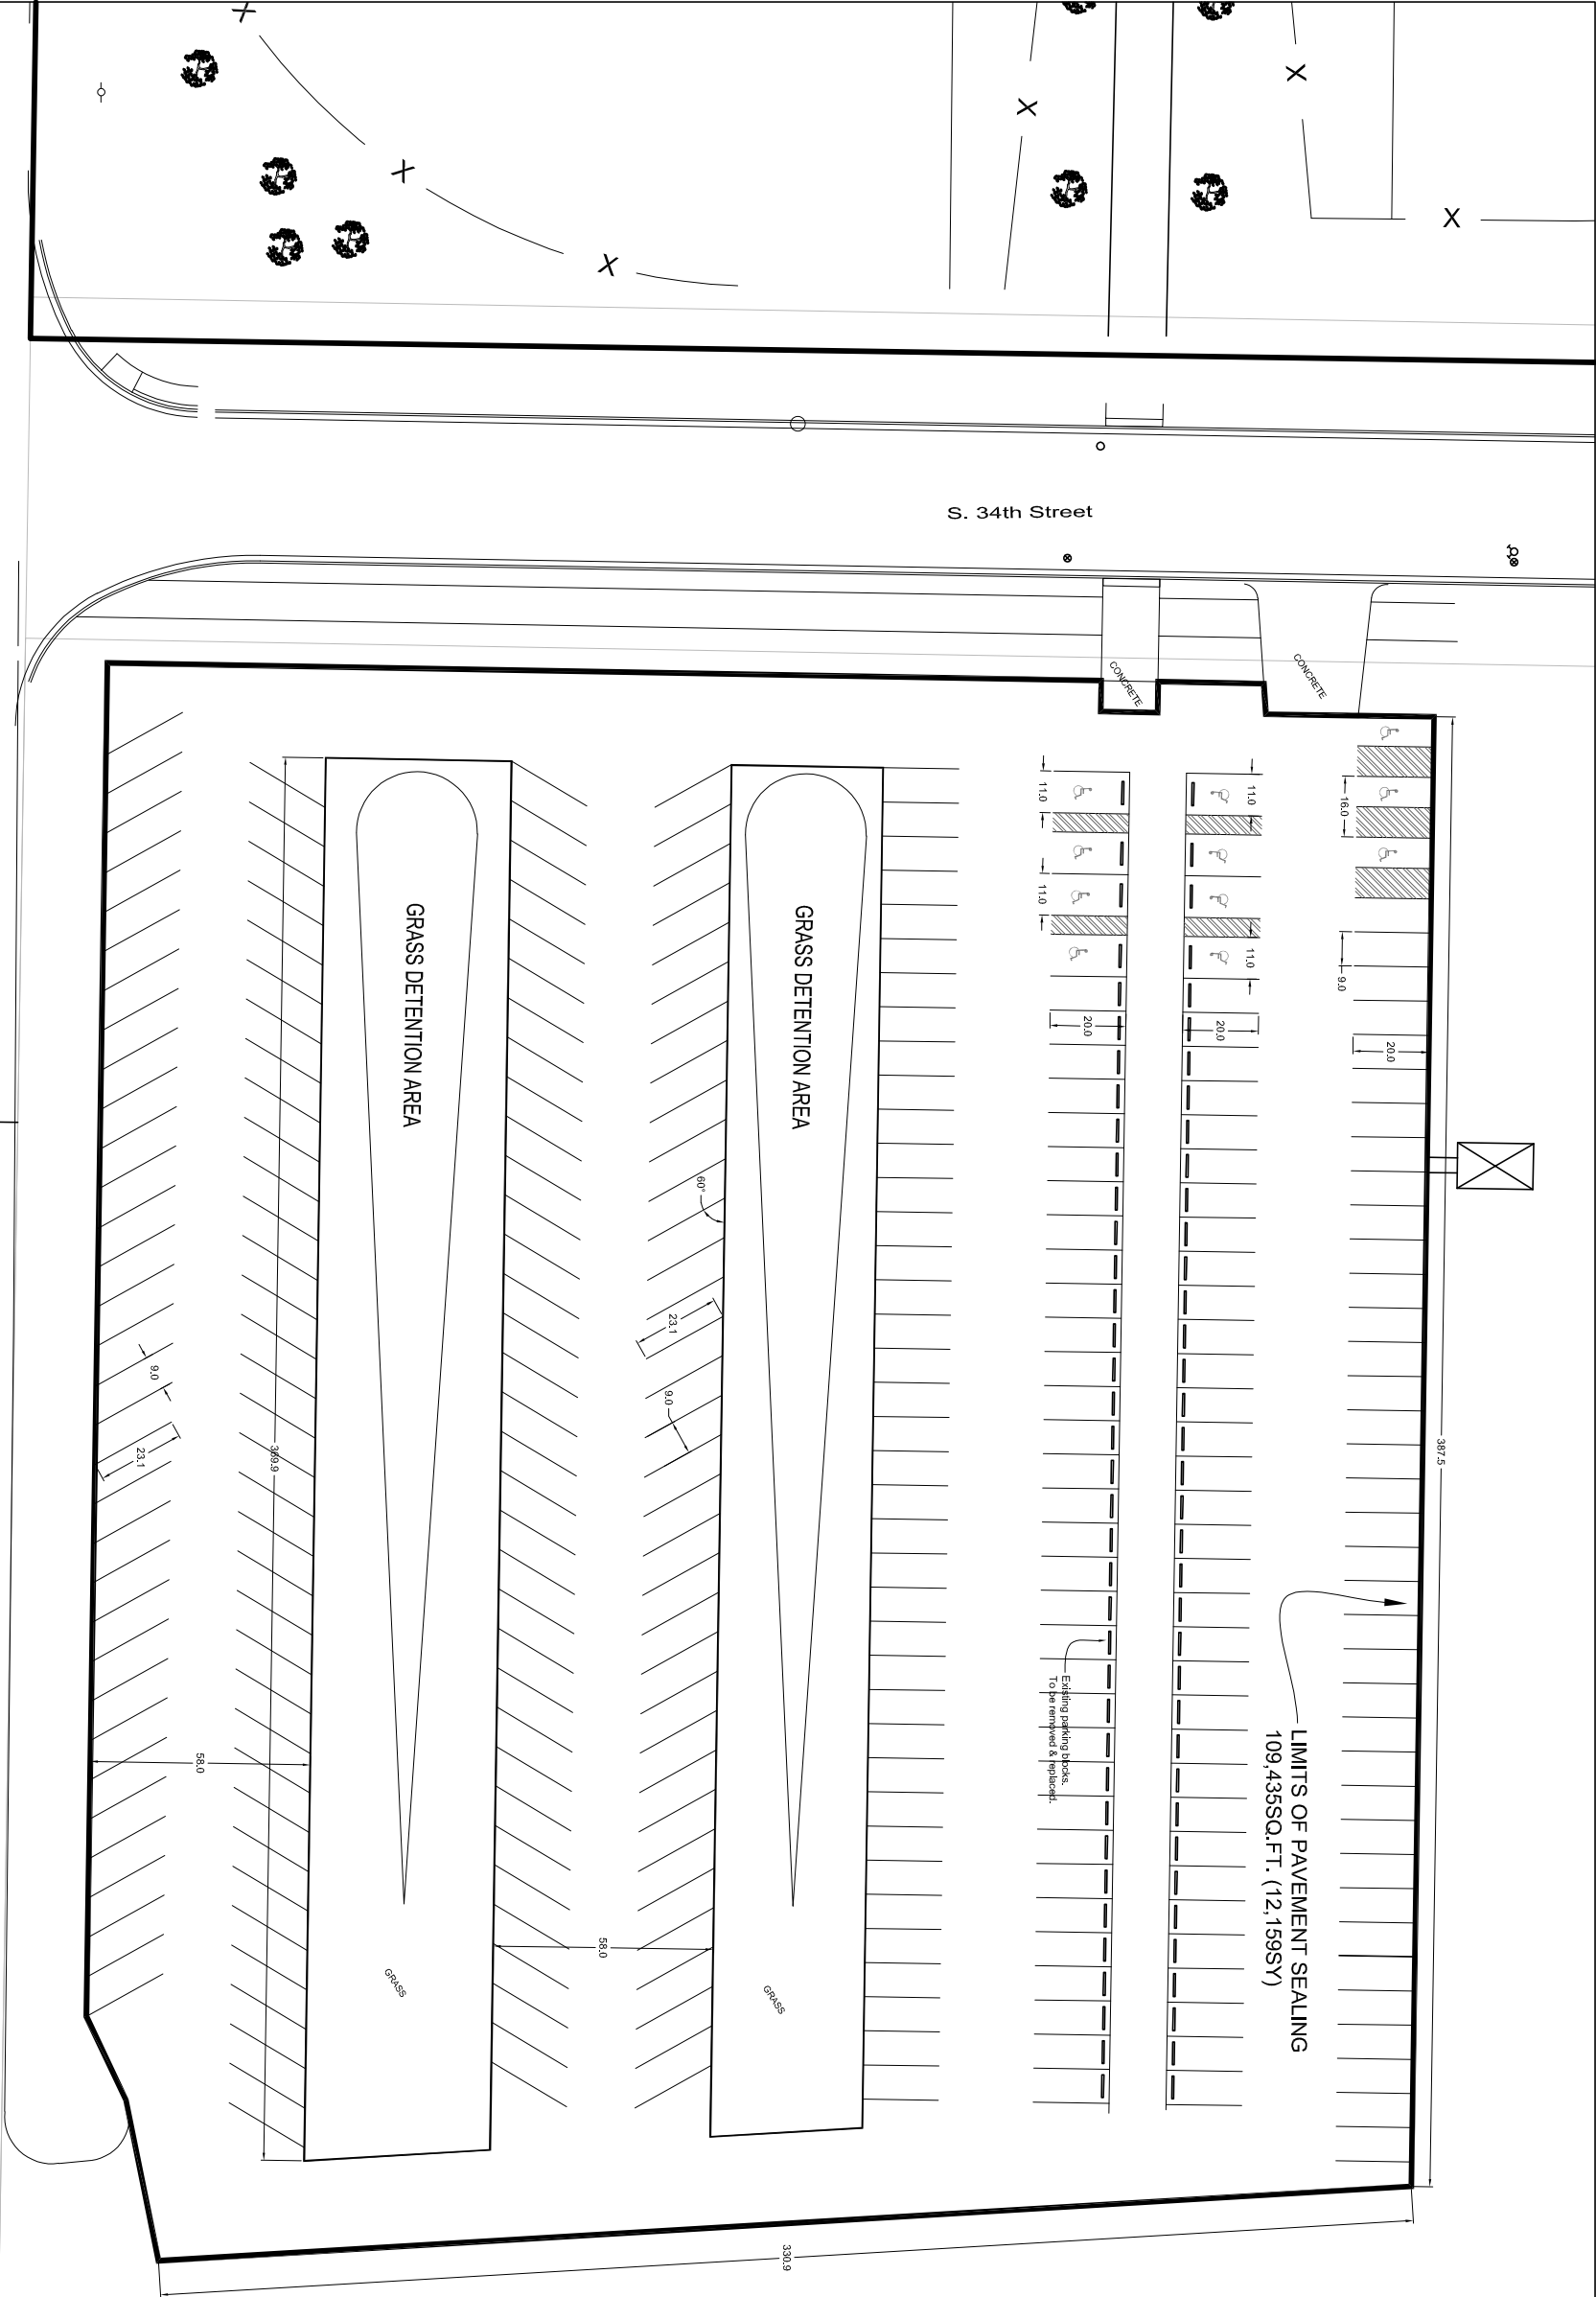 X
X
X
X
X
X
S. 34th Street
CONCRETE
CONCRETE
11.0
11.0
16.0
11.0
11.0
9.0
20.0
20.0
20.0
GRASS DETENTION AREA
GRASS DETENTION AREA
60°
23.1
9.0
9.0
23.1
369.9
387.5
Existing parking blocks.
To be removed & replaced.
LIMITS OF PAVEMENT SEALING
109,435SQ.FT. (12,159SY)
58.0
58.0
GRASS
GRASS
330.9